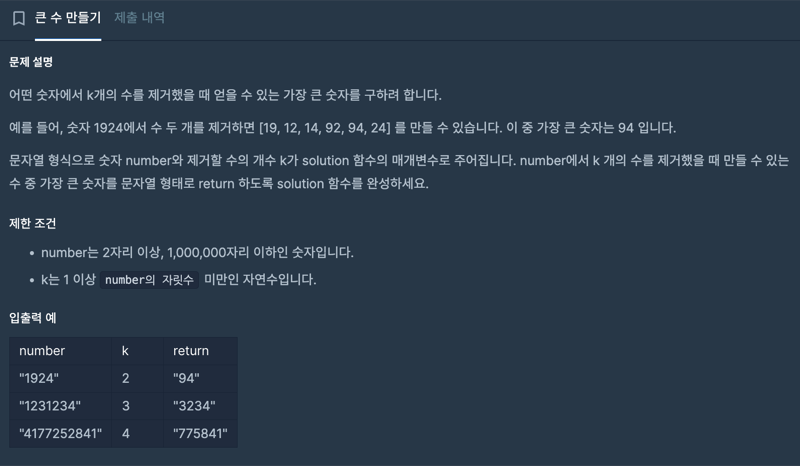 큰 수 만들기 제출 내역
문제 설명
어떤 숫자에서 k개의 수를 제거했을 때 얻을 수 있는 가장 큰 숫자를 구하려 합니다.
예를 들어, 숫자 1924에서 수 두 개를 제거하면 [19, 12, 14, 92, 94, 24] 를 만들 수 있습니다. 이 중 가장 큰 숫자는 94 입니다.
문자열 형식으로 숫자 number와 제거할 수의 개수 k가 solution 함수의 매개변수로 주어집니다. number에서 k 개의 수를 제거했을 때 만들 수 있는
수 중 가장 큰 숫자를 문자열 형태로 return 하도록 solution 함수를 완성하세요.
제한 조건
• number는 2자리 이상, 1,000,000자리 이하인 숫자입니다.
• k는 1 이상 number의 자릿수 미만인 자연수입니다.
입출력 예
number k return
"1924" 2 "94"
"1231234" 3 "3234"
"4177252841" 4 "775841"